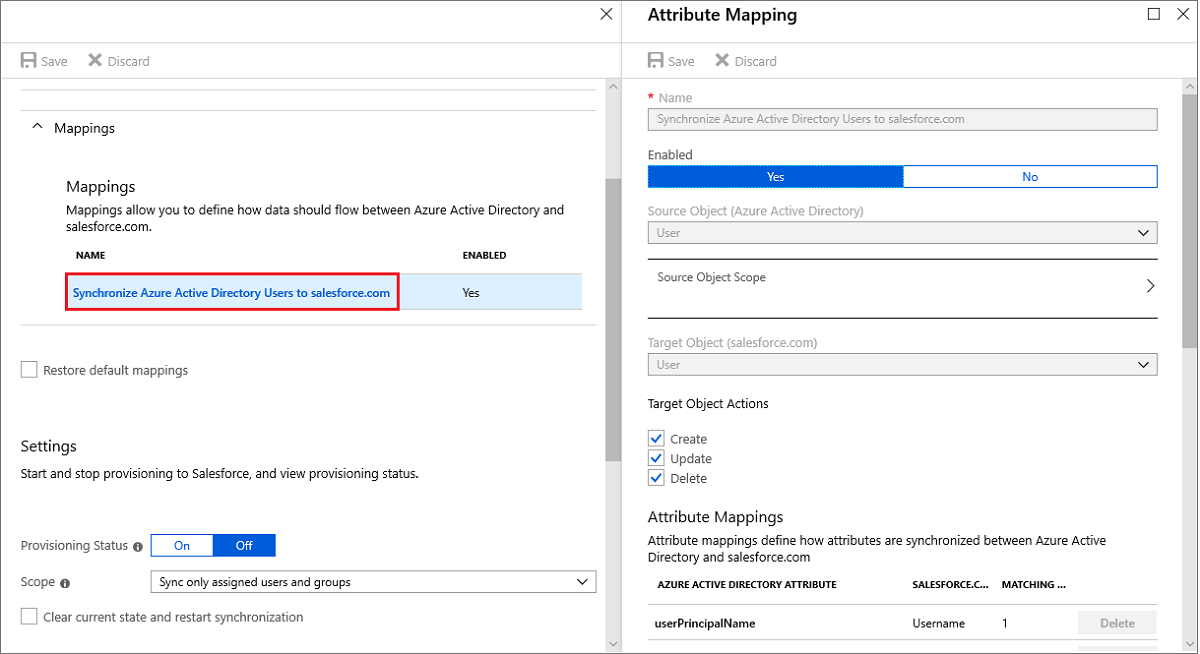 Save Discard
Mappings
Mappings
Mappings allow you to define how data should flow between Azure Active Directory and
salesforce.com.
NAME ENABLED
Synchronize Azure Active Directory Users to salesforce.com Yes
Restore default mappings
Settings
Start and stop provisioning to Salesforce, and view provisioning status.
Provisioning Status On Off
Scope Sync only assigned users and groups
Clear current state and restart synchronization
Attribute Mapping
Save Discard
* Name
Synchronize Azure Active Directory Users to salesforce.com
Enabled
Yes No
Source Object (Azure Active Directory)
User
Source Object Scope
Target Object (salesforce.com)
User
Target Object Actions
Create
Update
Delete
Attribute Mappings
Attribute mappings define how attributes are synchronized between Azure Active
Directory and salesforce.com
AZURE ACTIVE DIRECTORY ATTRIBUTE SALESFORCE.C... MATCHING ...
userPrincipalName Username 1 Delete